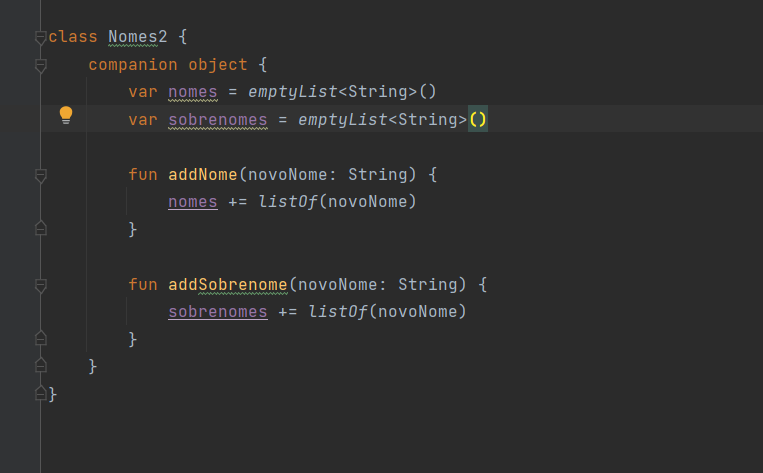 class Nomes2 {
    companion object {
        var nomes = emptyList<String>()
        var sobrenomes = emptyList<String>()
        fun addNome(novoNome: String) {
            nomes += listOf(novoNome)
        }
        fun addSobrenome(novoNome: String) {
            sobrenomes += listOf(novoNome)
        }
    }
}